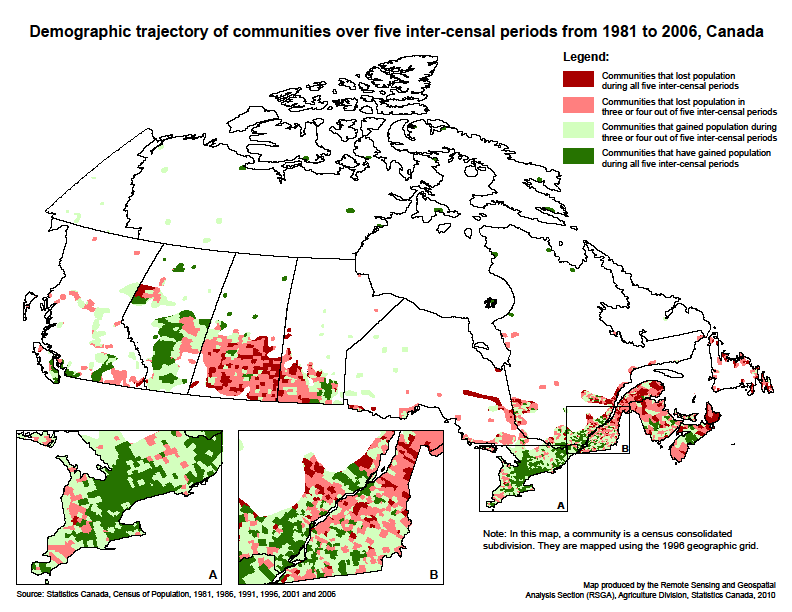 Demographic trajectory of communities over five inter-censal periods from 1981 to 2006, Canada
Legend:
Communities that lost population
during all five inter-censal periods
Communities that lost population in
three or four out of five inter-censal periods
Communities that gained population during
three or four out of five inter-censal periods
Communities that have gained population
during all five inter-censal periods
B
A
A
B
Note: In this map, a community is a census consolidated
subdivision. They are mapped using the 1996 geographic grid.
Source: Statistics Canada, Census of Population, 1981, 1986, 1991, 1996, 2001 and 2006
Map produced by the Remote Sensing and Geospatial
Analysis Section (RSGA), Agriculture Division, Statistics Canada, 2010